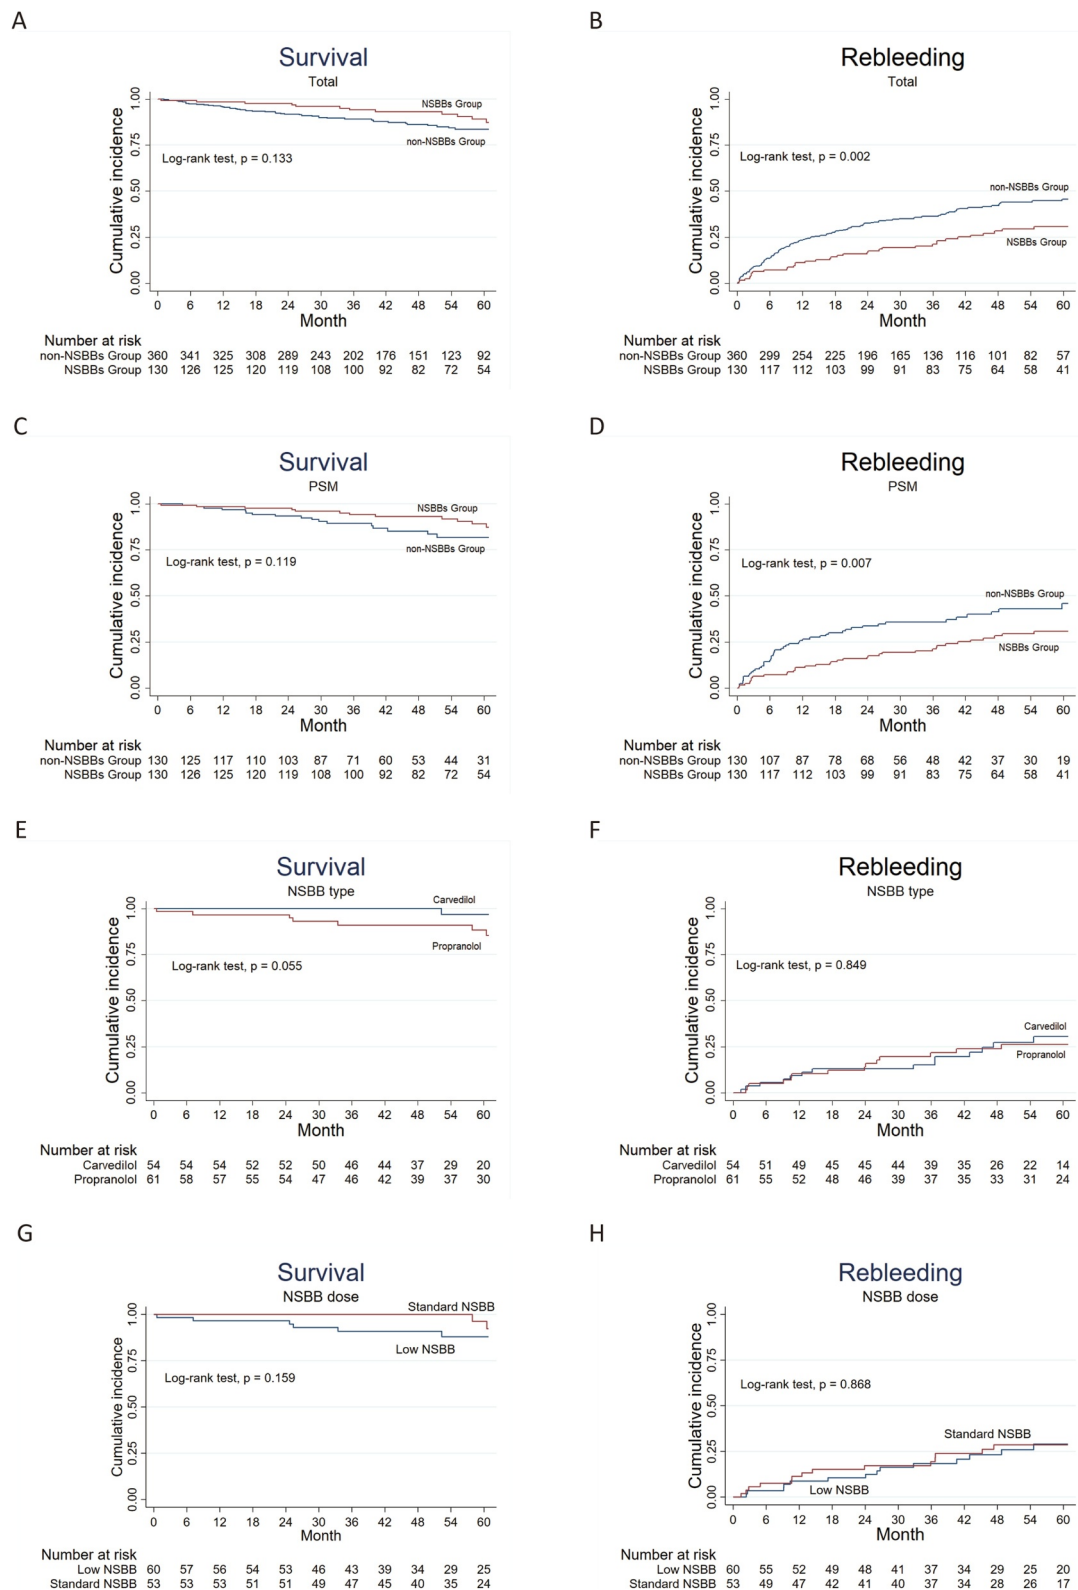 A
Survival
Total
1.00
0.75
0.50
0.25
0.00
Cumulative incidence
NSBBs Group
non-NSBBs Group
Log-rank test, p = 0.133
0 6 12 18 24 30 36 42 48 54 60
Month
Number at risk
non-NSBBs Group 360 341 325 308 289 243 202 176 151 123 92
NSBBs Group 130 126 125 120 119 108 100 92 82 72 54
B
Rebleeding
Total
1.00
0.75
0.50
0.25
0.00
Cumulative incidence
Log-rank test, p = 0.002
non-NSBBs Group
NSBBs Group
0 6 12 18 24 30 36 42 48 54 60
Month
Number at risk
non-NSBBs Group 360 299 254 225 196 165 136 116 101 82 57
NSBBs Group 130 117 112 103 99 91 83 75 64 58 41
C
Survival
PSM
1.00
0.75
0.50
0.25
0.00
Cumulative incidence
NSBBs Group
non-NSBBs Group
Log-rank test, p = 0.119
0 6 12 18 24 30 36 42 48 54 60
Month
Number at risk
non-NSBBs Group 130 125 117 110 103 87 71 60 53 44 31
NSBBs Group 130 126 125 120 119 108 100 92 82 72 54
D
Rebleeding
PSM
1.00
0.75
0.50
0.25
0.00
Cumulative incidence
Log-rank test, p = 0.007
non-NSBBs Group
NSBBs Group
0 6 12 18 24 30 36 42 48 54 60
Month
Number at risk
non-NSBBs Group 130 107 87 78 68 56 48 42 37 30 19
NSBBs Group 130 117 112 103 99 91 83 75 64 58 41
E
Survival
NSBB type
1.00
0.75
0.50
0.25
0.00
Cumulative incidence
Carvedilol
Propranolol
Log-rank test, p = 0.055
0 6 12 18 24 30 36 42 48 54 60
Month
Number at risk
Carvedilol 54 54 54 52 52 50 46 44 37 29 20
Propranolol 61 58 57 55 54 47 46 42 39 37 30
F
Rebleeding
NSBB type
1.00
0.75
0.50
0.25
0.00
Cumulative incidence
Log-rank test, p = 0.849
Carvedilol
Propranolol
0 6 12 18 24 30 36 42 48 54 60
Month
Number at risk
Carvedilol 54 51 49 45 45 44 39 35 26 22 14
Propranolol 61 55 52 48 46 39 37 35 33 31 24
G
Survival
NSBB dose
1.00
0.75
0.50
0.25
0.00
Cumulative incidence
Standard NSBB
Low NSBB
Log-rank test, p = 0.159
0 6 12 18 24 30 36 42 48 54 60
Month
Number at risk
Low NSBB 60 57 56 54 53 46 43 39 34 29 25
Standard NSBB 53 53 53 51 51 49 47 45 40 35 24
H
Rebleeding
NSBB dose
1.00
0.75
0.50
0.25
0.00
Cumulative incidence
Log-rank test, p = 0.868
Standard NSBB
Low NSBB
0 6 12 18 24 30 36 42 48 54 60
Month
Number at risk
Low NSBB 60 55 52 49 48 41 37 34 29 25 20
Standard NSBB 53 49 47 42 41 40 37 34 29 26 17